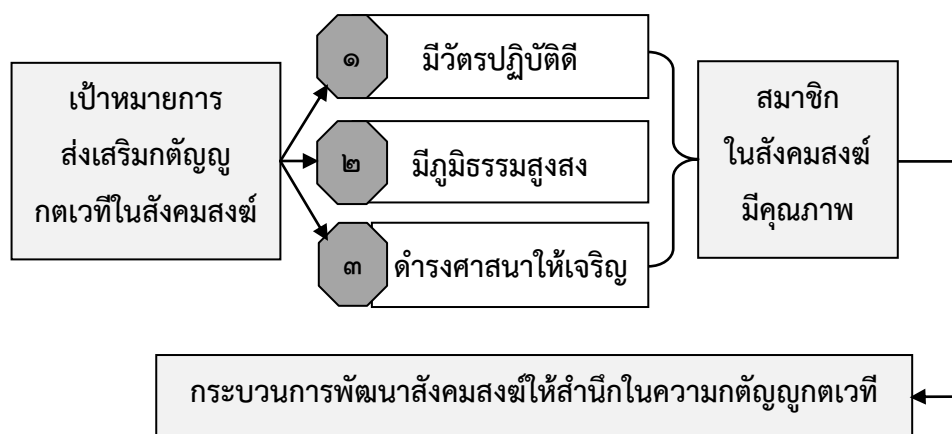 เป้าหมายการ
ส่งเสริมกตัญญู
กตเวทีในสังคมสงฆ์
๑
มีวัตรปฏิบัติดี
๒
มีภูมิธรรมสูงสง
๓
ดำรงศาสนาให้เจริญ
สมาชิก
ในสังคมสงฆ์
มีคุณภาพ
กระบวนการพัฒนาสังคมสงฆ์ให้สำนึกในความกตัญญูกตเวที